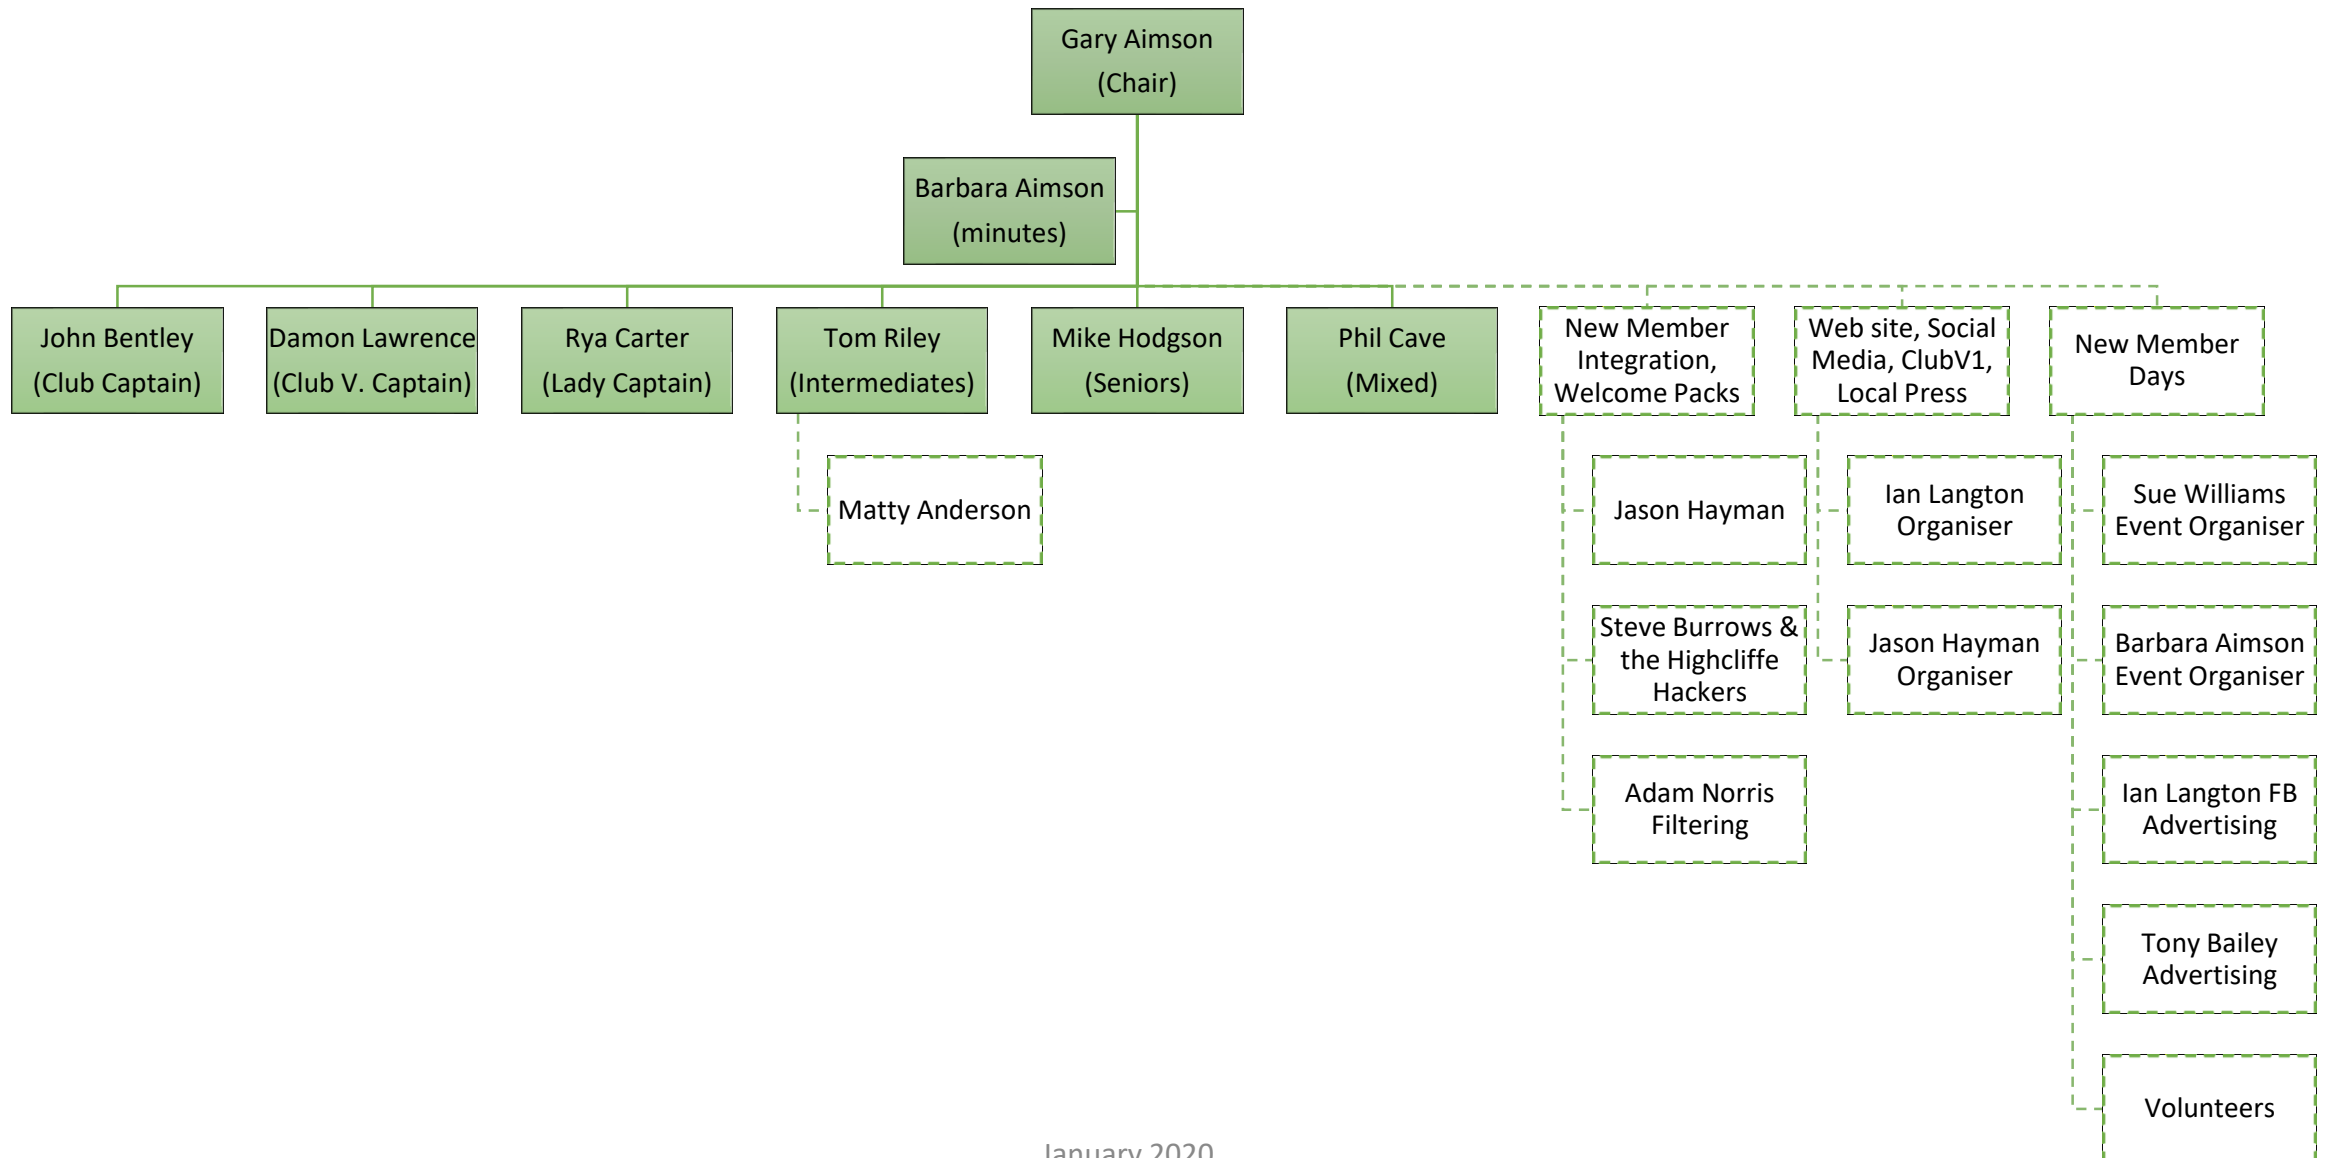 Gary Aimson
(Chair)
Barbara Aimson
(minutes)
John Bentley
(Club Captain)
Damon Lawrence
(Club V. Captain)
Rya Carter
(Lady Captain)
Tom Riley
(Intermediates)
Mike Hodgson
(Seniors)
Phil Cave
(Mixed)
New Member
Integration,
Welcome Packs
Web site, Social
Media, ClubV1,
Local Press
New Member
Days
Matty Anderson
Jason Hayman
Ian Langton
Organiser
Sue Williams
Event Organiser
Steve Burrows &
the Highcliffe
Hackers
Jason Hayman
Organiser
Barbara Aimson
Event Organiser
Adam Norris
Filtering
Ian Langton FB
Advertising
Tony Bailey
Advertising
Volunteers
January 2020